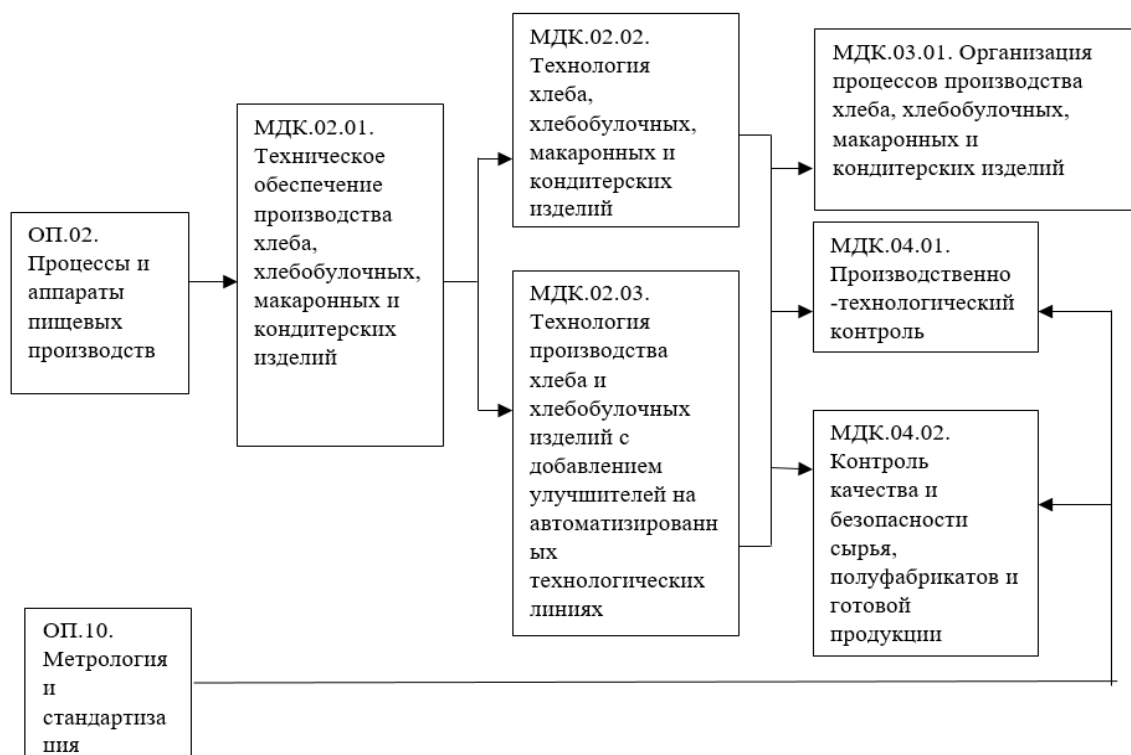 ОП.02.
Процессы и
аппараты
пищевых
производств
МДК.02.01.
Техническое
обеспечение
производства
хлеба,
хлебобулочных,
макаронных и
кондитерских
изделий
МДК.02.02.
Технология
хлеба,
хлебобулочных,
макаронных и
кондитерских
изделий
МДК.02.03.
Технология
производства
хлеба и
хлебобулочных
изделий с
добавлением
улучшителей на
автоматизированн
ых
технологических
линиях
МДК.03.01. Организация
процессов производства
хлеба, хлебобулочных,
макаронных и
кондитерских изделий
МДК.04.01.
Производственно
-технологический
контроль
МДК.04.02.
Контроль
качества и
безопасности
сырья,
полуфабрикатов и
готовой
продукции
ОП.10.
Метрология
и
стандартиза
ция